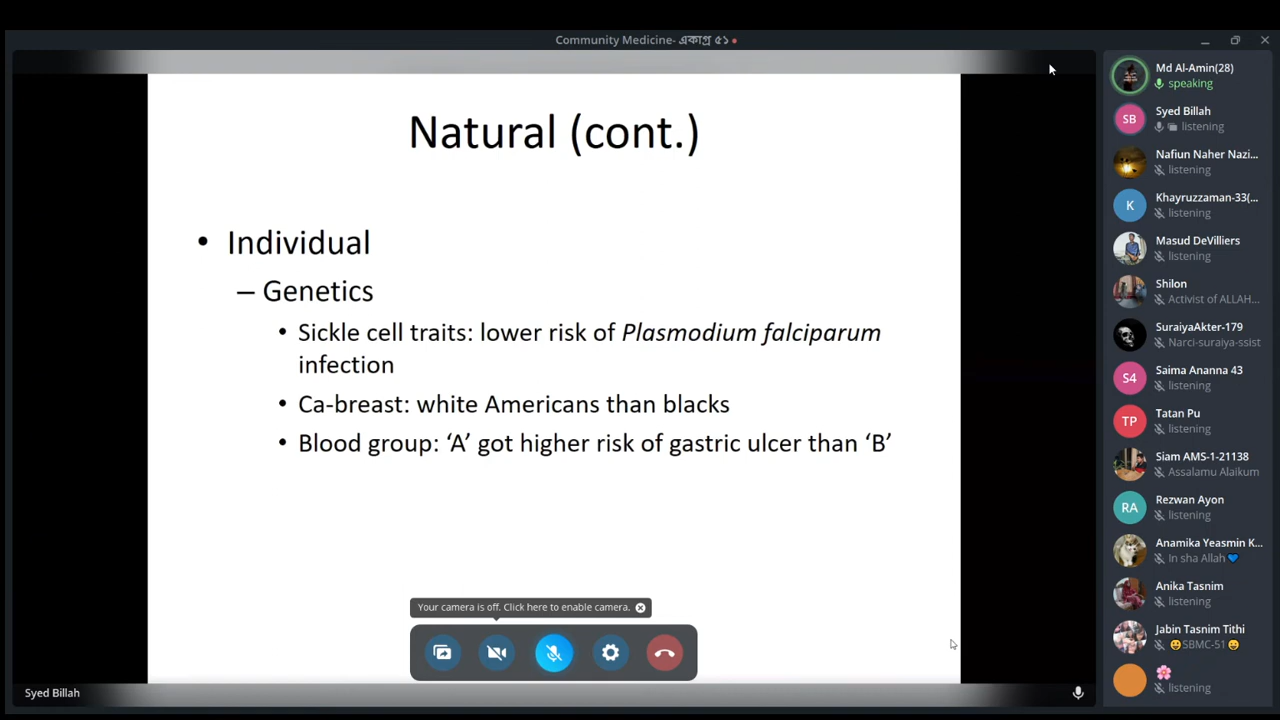 Community Medicine- একাগ্র ৫১
Natural (cont.)
• Individual
– Genetics
• Sickle cell traits: lower risk of Plasmodium falciparum
infection
• Ca-breast: white Americans than blacks
• Blood group: ‘A’ got higher risk of gastric ulcer than ‘B’
Your camera is off. Click here to enable camera.
Syed Billah
Md Al-Amin(28)
speaking
SB
Syed Billah
listening
Nafiun Naher Nazi...
listening
K
Khayruzzaman-33(...
listening
Masud DeVilliers
listening
Shilon
Activist of ALLAH...
SuraiyaAkter-179
Narci-suraiya-ssist
S4
Saima Ananna 43
listening
TP
Tatan Pu
listening
Siam AMS-1-21138
Assalamu Alaikum
RA
Rezwan Ayon
listening
Anamika Yeasmin K...
In sha Allah💙
Anika Tasnim
listening
Jabin Tasnim Tithi
😃SBMC-51😀
🌸
listening